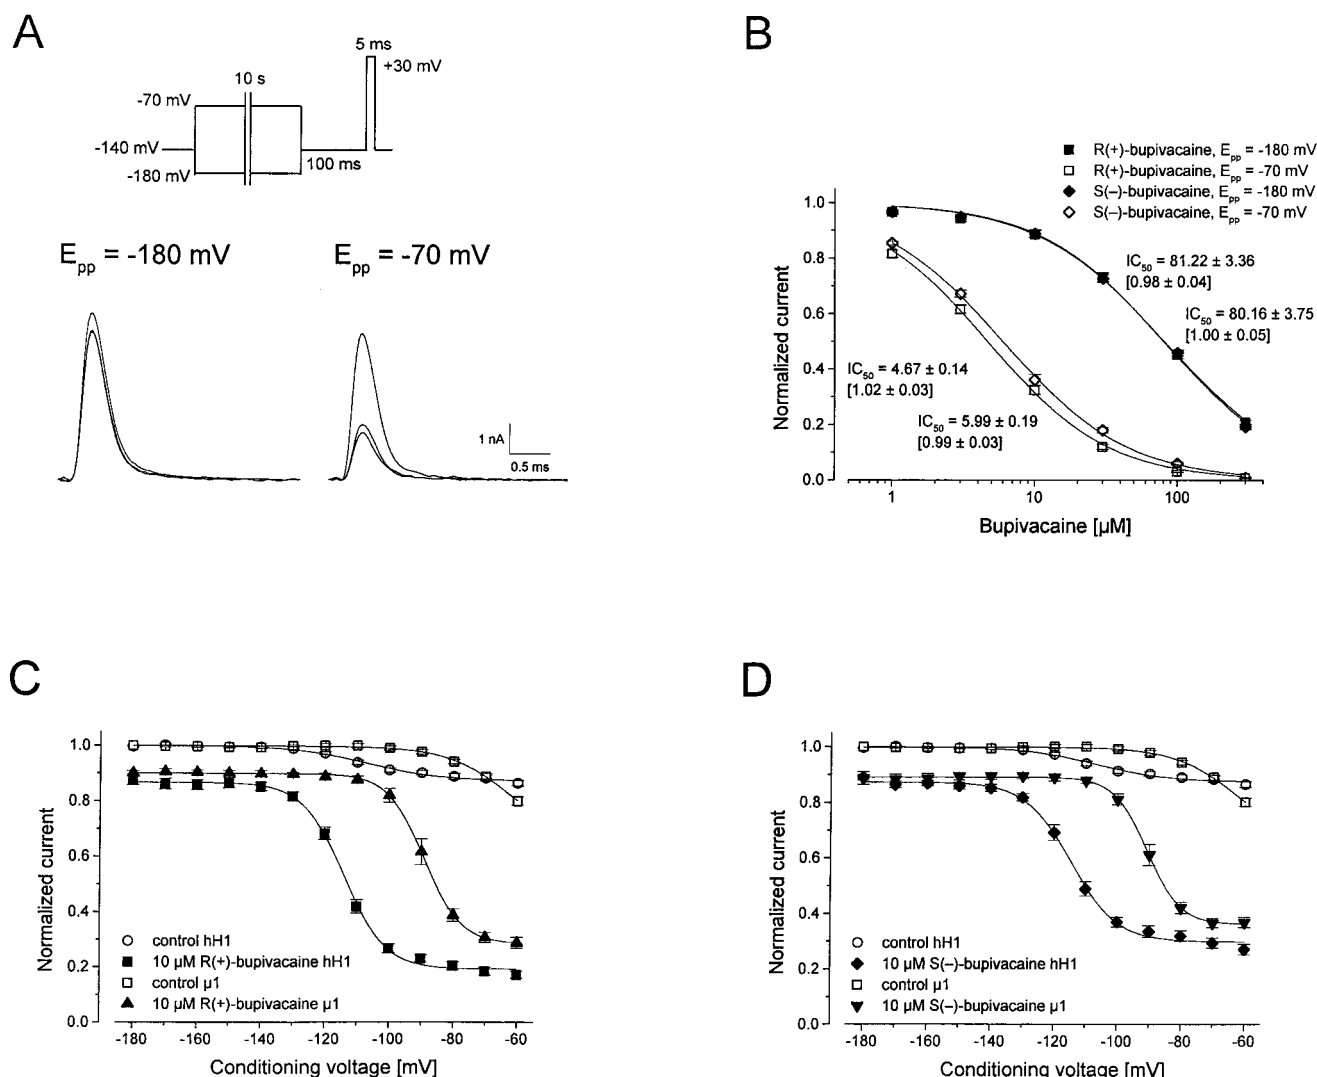 A
5 ms
+30 mV
10 s
-70 mV
-140 mV
-180 mV
100 ms
Epp = -180 mV
Epp = -70 mV
1 nA
0.5 ms
B
R(+)-bupivacaine, Epp = -180 mV
R(+)-bupivacaine, Epp = -70 mV
S(–)-bupivacaine, Epp = -180 mV
S(–)-bupivacaine, Epp = -70 mV
Normalized current
1.0
0.8
0.6
0.4
0.2
0.0
IC50 = 81.22 ± 3.36
[0.98 ± 0.04]
IC50 = 80.16 ± 3.75
[1.00 ± 0.05]
IC50 = 4.67 ± 0.14
[1.02 ± 0.03]
IC50 = 5.99 ± 0.19
[0.99 ± 0.03]
1 10 100
Bupivacaine [µM]
C
Normalized current
1.0
0.8
0.6
0.4
0.2
0.0
control hH1
10 µM R(+)-bupivacaine hH1
control µ1
10 µM R(+)-bupivacaine µ1
-180 -160 -140 -120 -100 -80 -60
Conditioning voltage [mV]
D
Normalized current
1.0
0.8
0.6
0.4
0.2
0.0
control hH1
10 µM S(–)-bupivacaine hH1
control µ1
10 µM S(–)-bupivacaine µ1
-180 -160 -140 -120 -100 -80 -60
Conditioning voltage [mV]